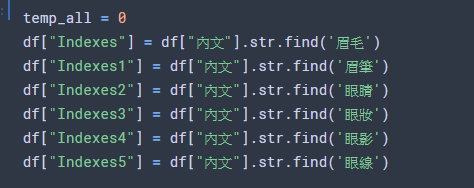 temp_all = 0
df["Indexes"] = df["內文"].str.find('眉毛')
df["Indexes1"] = df["內文"].str.find('眉筆')
df["Indexes2"] = df["內文"].str.find('眼睛')
df["Indexes3"] = df["內文"].str.find('眼妝')
df["Indexes4"] = df["內文"].str.find('眼影')
df["Indexes5"] = df["內文"].str.find('眼線')